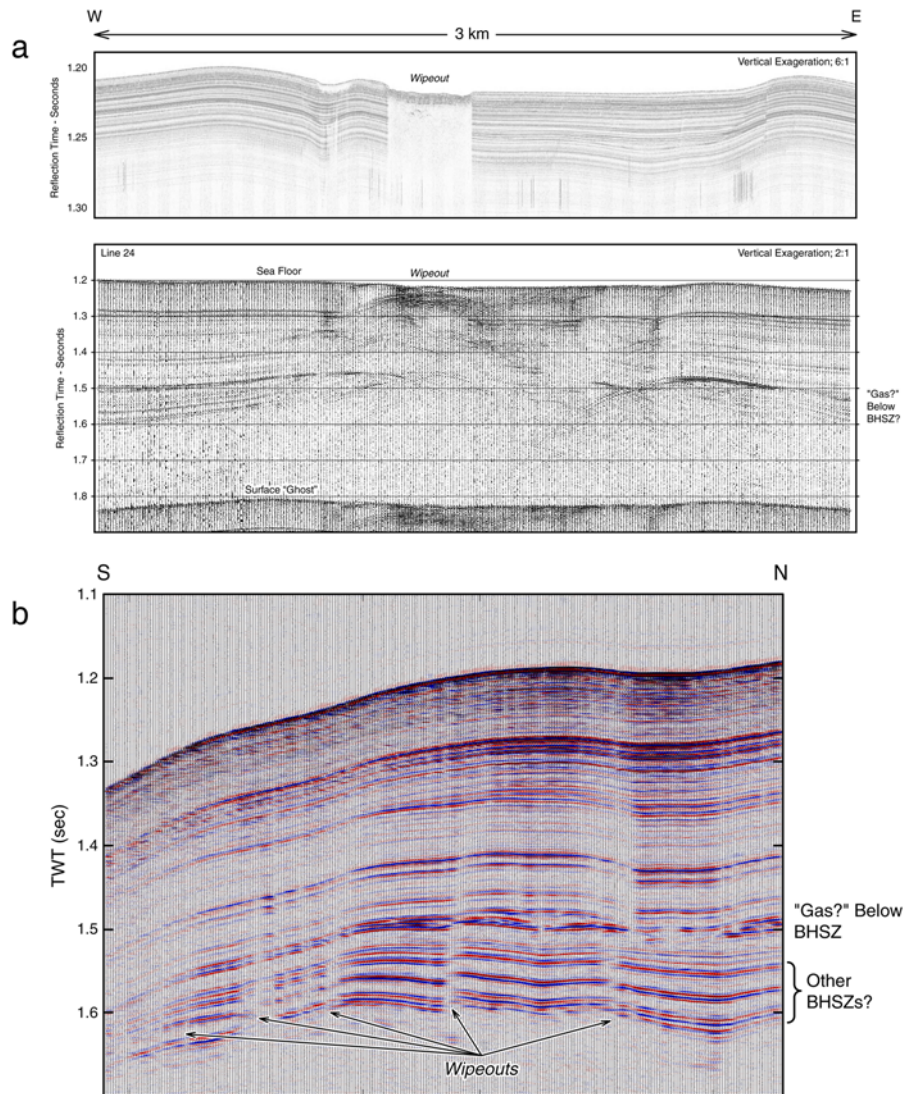 W E
3 km
a
Vertical Exageration; 6:1
Wipeout
Reflection Time - Seconds
1.20
1.25
1.30
Line 24
Vertical Exageration; 2:1
Sea Floor
Wipeout
Reflection Time - Seconds
1.2
1.3
1.4
1.5
1.6
1.7
1.8
"Gas?"
Below
BHSZ?
Surface "Ghost"
S N
b
TWT (sec)
1.1
1.2
1.3
1.4
1.5
1.6
"Gas?" Below
BHSZ
Other
BHSZs?
Wipeouts